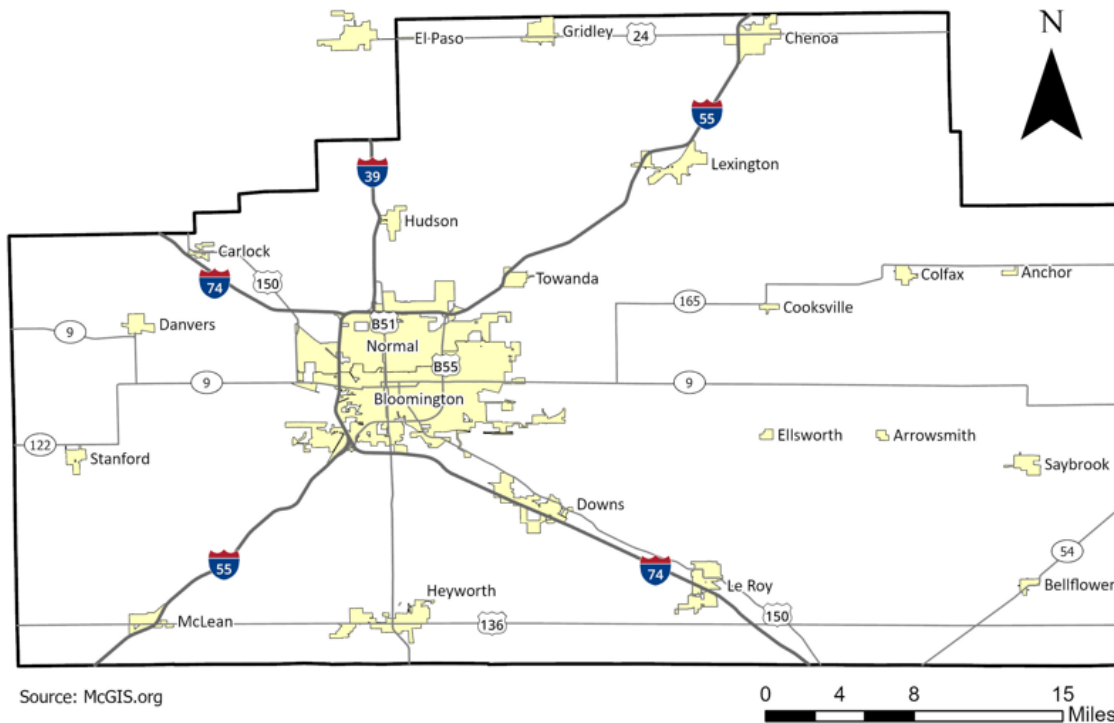 N
El Paso
Gridley
24
Chenoa
55
39
Lexington
Hudson
Carlock
150
74
Towanda
Colfax
Anchor
165
Cooksville
B51
Danvers
9
Normal
B55
9
9
Bloomington
122
Stanford
Ellsworth
Arrowsmith
Saybrook
Downs
55
74
54
Le Roy
Bellflower
Heyworth
McLean
136
150
Source: McGIS.org
0 4 8 15
Miles